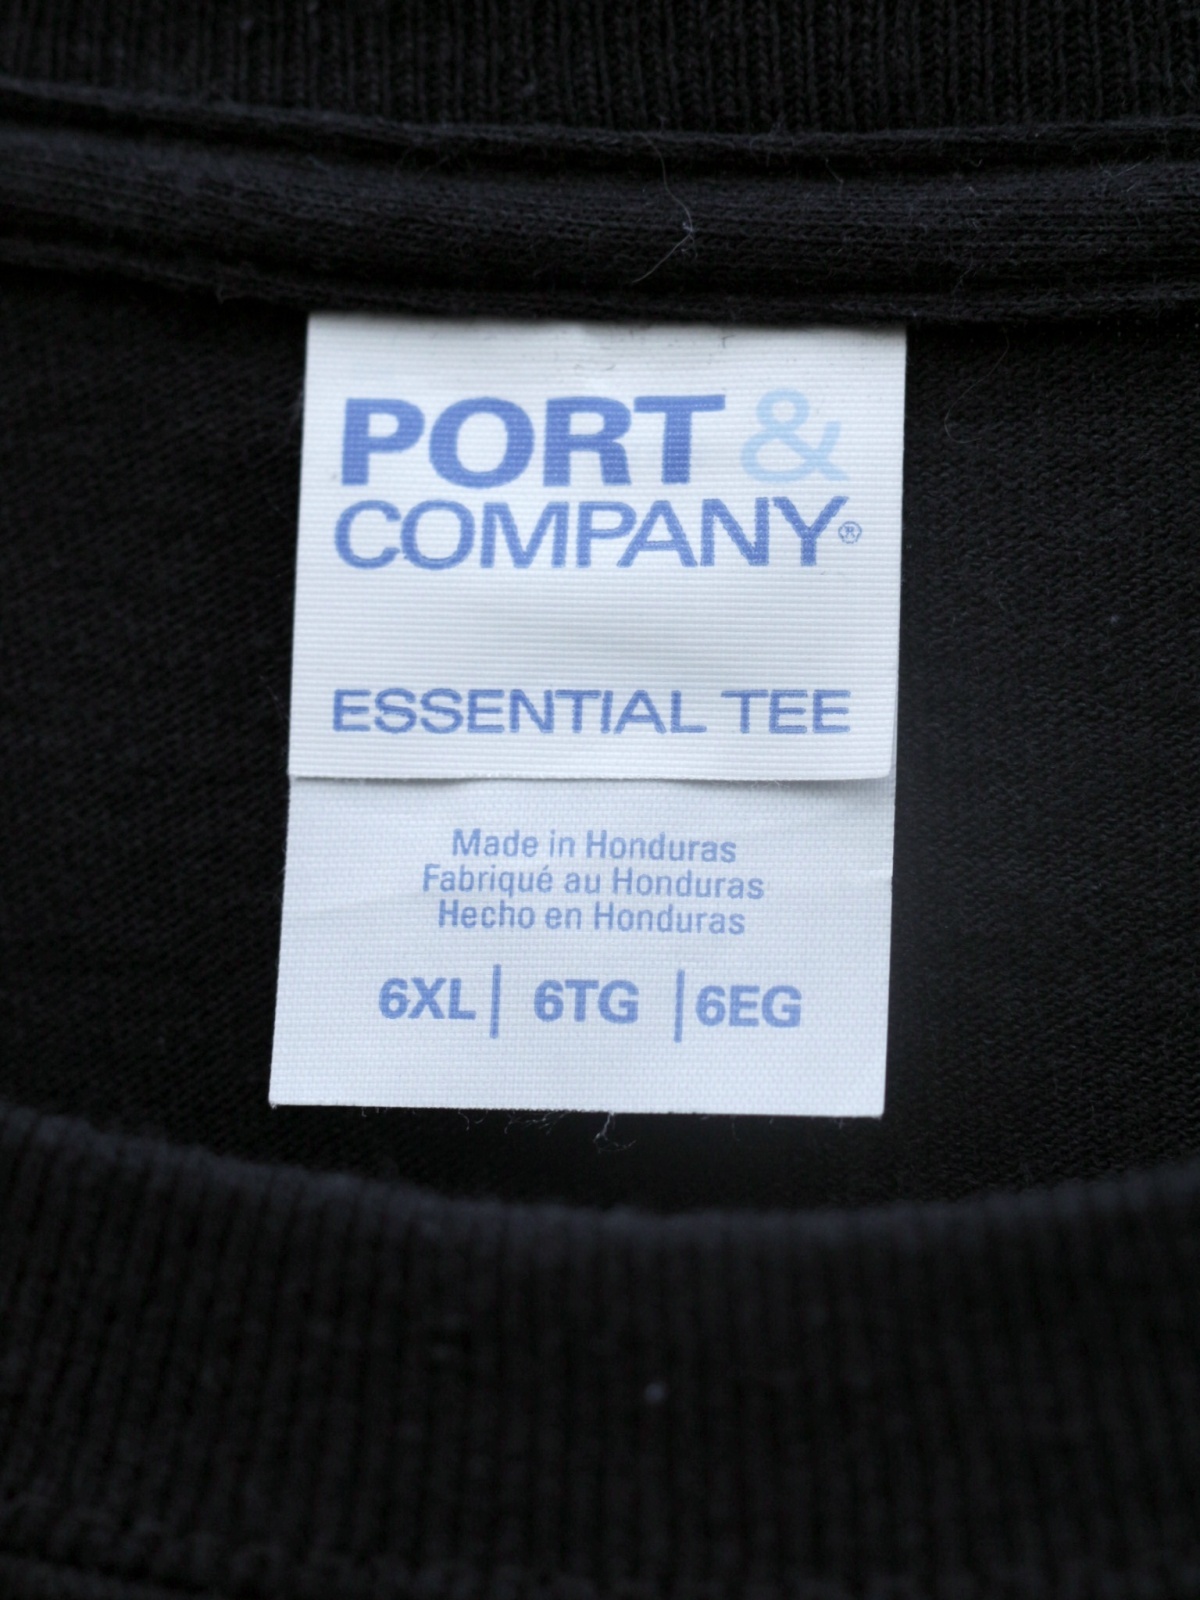 PORT &
COMPANY®
ESSENTIAL TEE
Made in Honduras
Fabriqué au Honduras
Hecho en Honduras
6XL | 6TG | 6EG